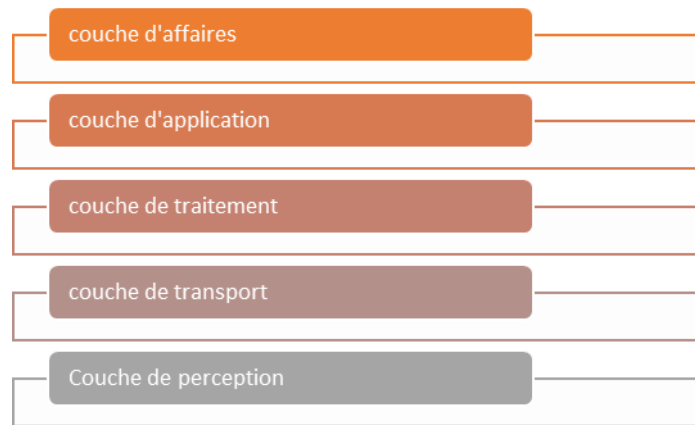 couche d'affaires
couche d'application
couche de traitement
couche de transport
Couche de perception